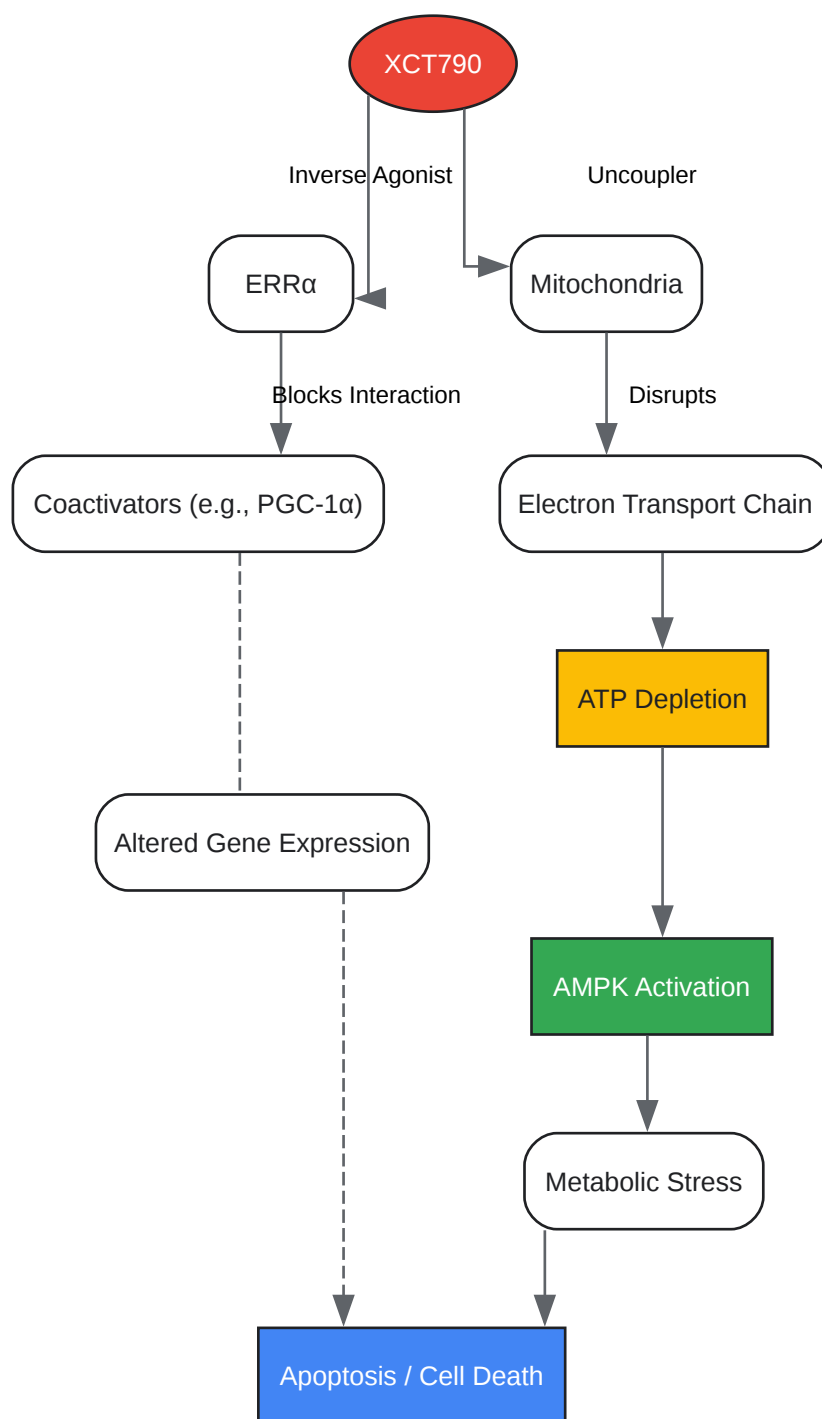 XCT790
Inverse Agonist
Uncoupler
ERRα
Mitochondria
Blocks Interaction
Disrupts
Coactivators (e.g., PGC-1α)
Electron Transport Chain
ATP Depletion
Altered Gene Expression
AMPK Activation
Metabolic Stress
Apoptosis / Cell Death